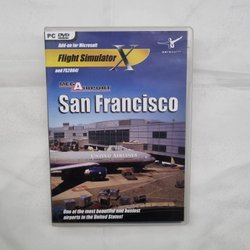 PC DVD
Add-on for Microsoft
Flight Simulator X
and FS2004!
MEGA AIRPORT
San Francisco
UNITED AIRLINES
One of the most beautiful and busiest
airports in the United States!